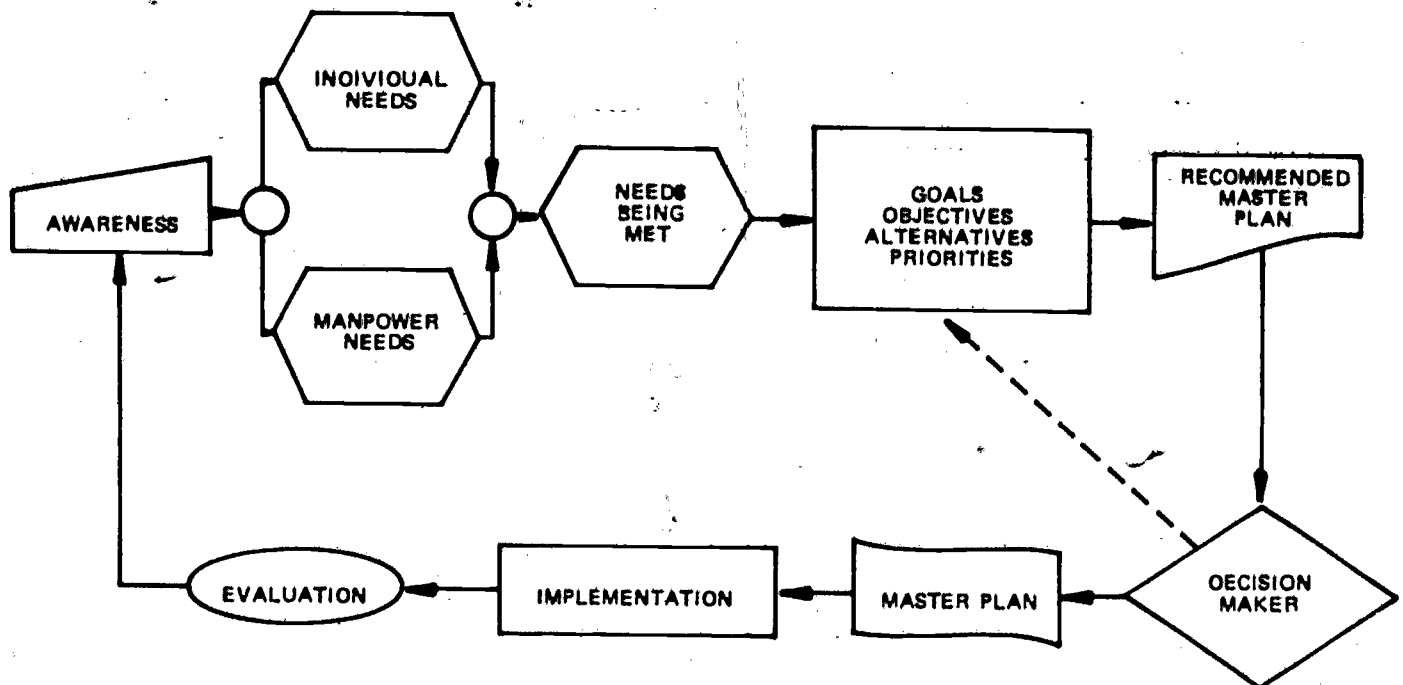 INOIVIOUAL
NEEDS
AWARENESS
MANPOWER
NEEDS
NEEDS
BEING
MET
GOALS
OBJECTIVES
ALTERNATIVES
PRIORITIES
RECOMMENDED
MASTER
PLAN
OECISION
MAKER
MASTER PLAN
IMPLEMENTATION
EVALUATION